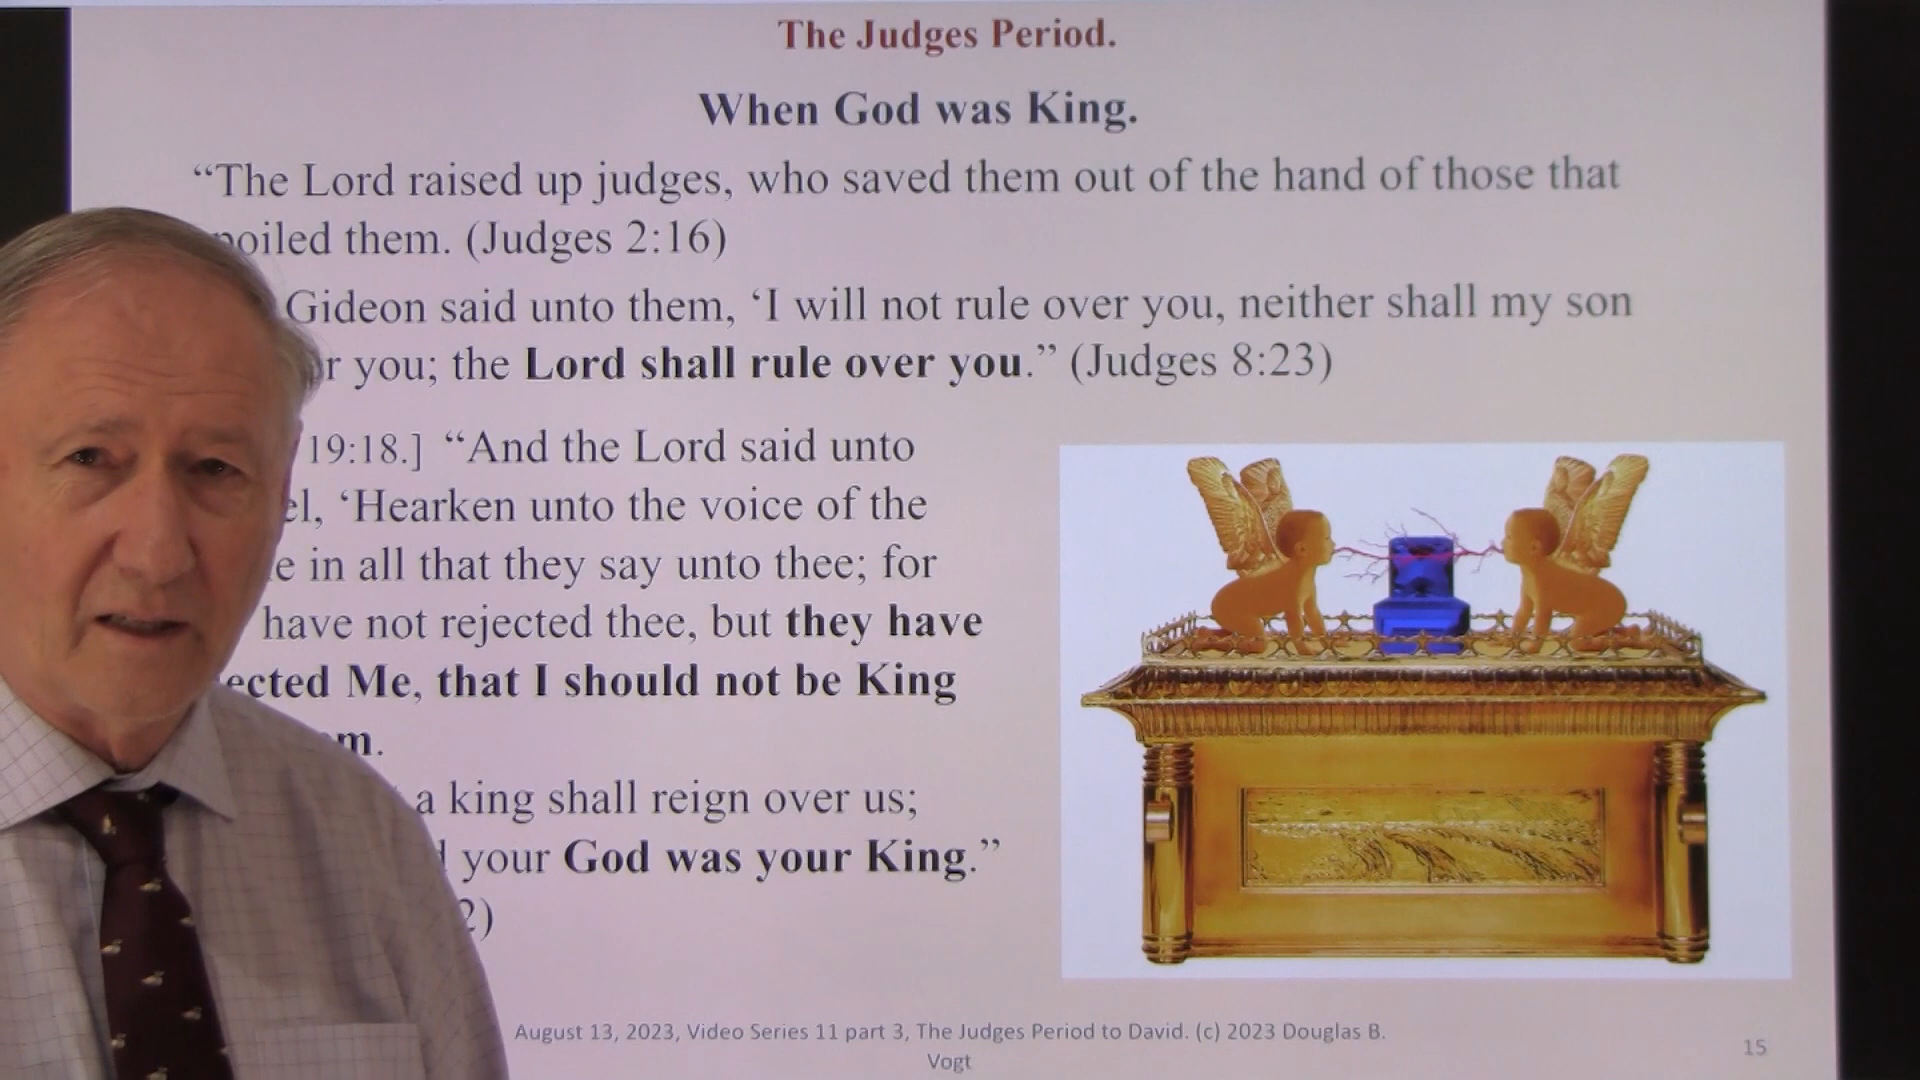 The Judges Period.
When God was King.
“The Lord raised up judges, who saved them out of the hand of those that
poiled them. (Judges 2:16)
Gideon said unto them, ‘I will not rule over you, neither shall my son
r you; the Lord shall rule over you.” (Judges 8:23)
19:18.] “And the Lord said unto
el, ‘Hearken unto the voice of the
e in all that they say unto thee; for
have not rejected thee, but they have
ected Me, that I should not be King
m.
a king shall reign over us;
your God was your King.”
2)
August 13, 2023, Video Series 11 part 3, The Judges Period to David. (c) 2023 Douglas B.
Vogt
15